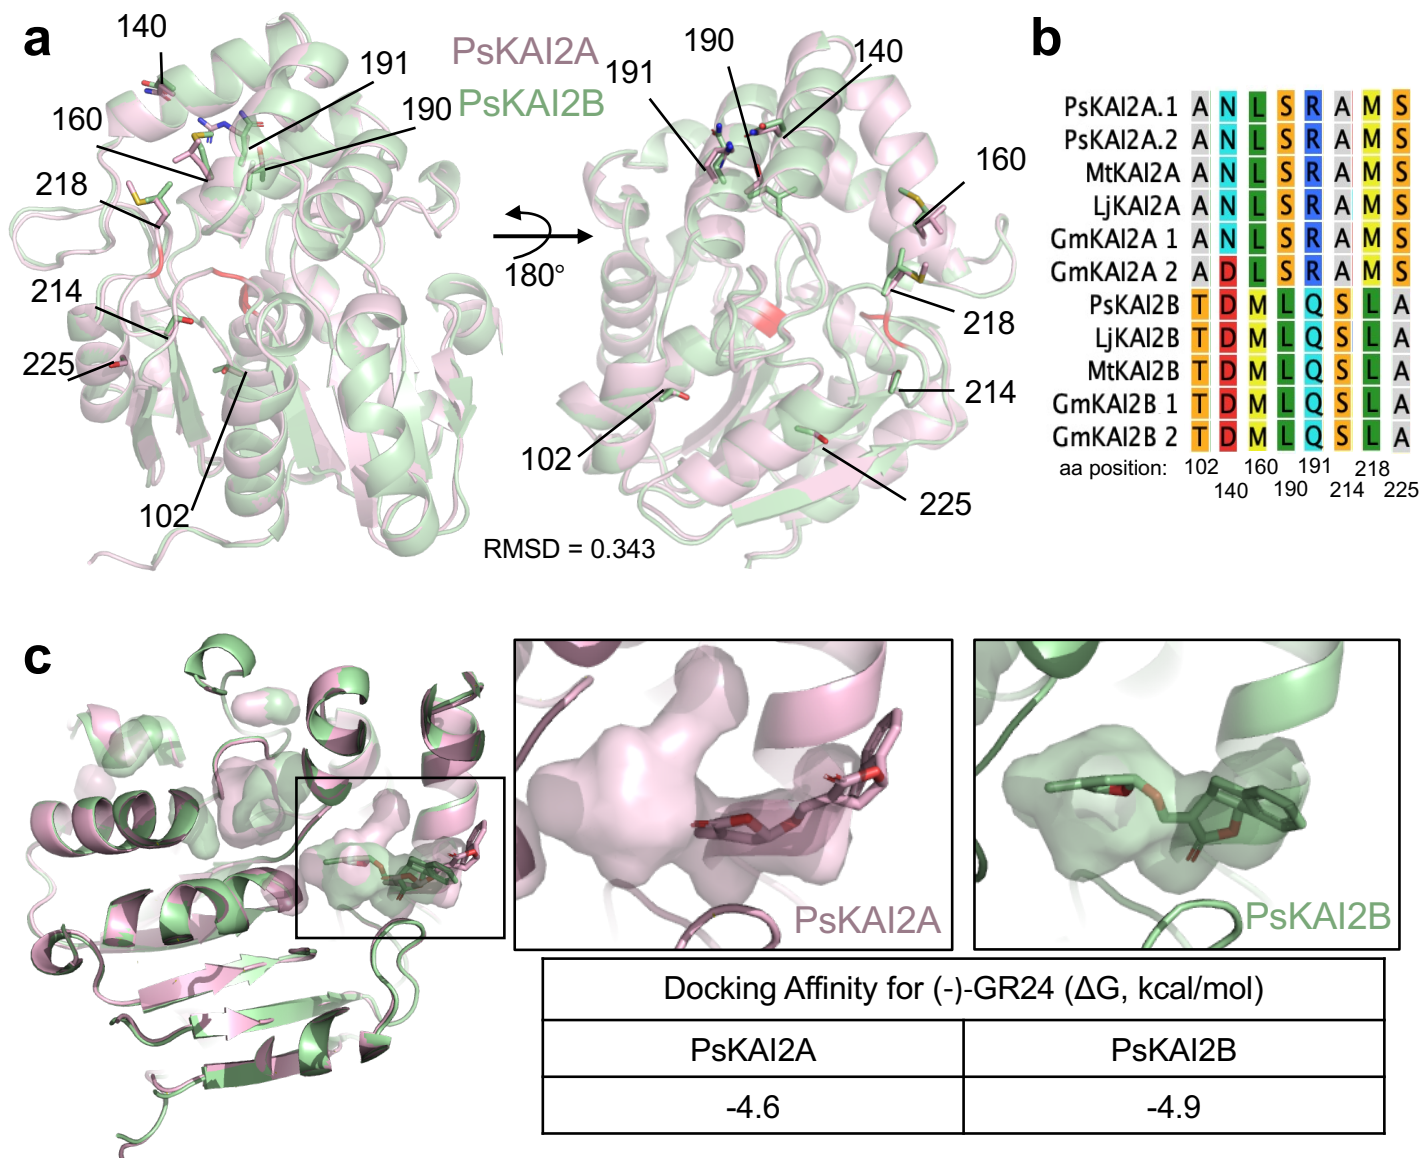 a
140
191
190
160
218
214
225
102
PsKAI2A
PsKAI2B
180°
RMSD = 0.343
190
191
140
160
218
214
225
102
b
PsKAI2A.1 A N L S R A M S
PsKAI2A.2 A N L S R A M S
MtKAI2A A N L S R A M S
LjKAI2A A N L S R A M S
GmKAI2A 1 A N L S R A M S
GmKAI2A 2 A D L S R A M S
PsKAI2B T D M L Q S L A
LjKAI2B T D M L Q S L A
MtKAI2B T D M L Q S L A
GmKAI2B 1 T D M L Q S L A
GmKAI2B 2 T D M L Q S L A
aa position: 102 160 191 218
140 190 214 225
c
PsKAI2A
PsKAI2B
Docking Affinity for (-)-GR24 (ΔG, kcal/mol)
PsKAI2A PsKAI2B
-4.6 -4.9